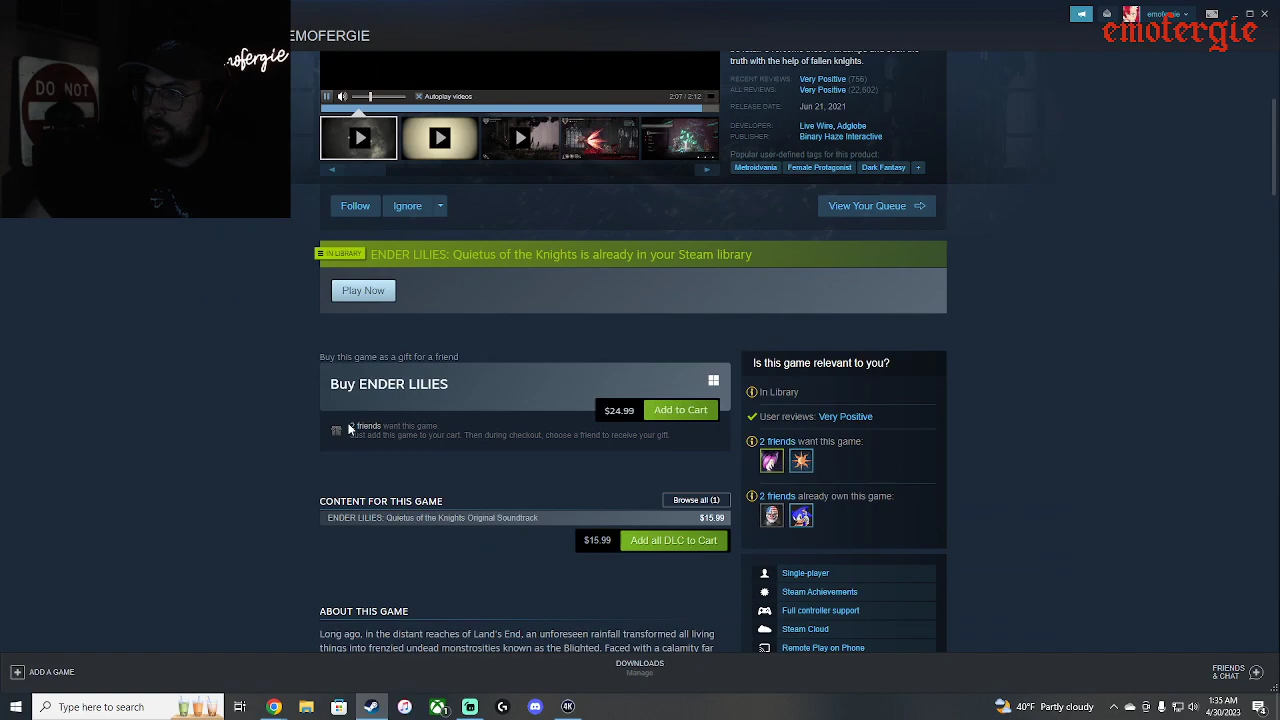 emofergie
emofergie
EMOFERGIE
DO NOT
mofergie
truth with the help of fallen knights.
RECENT REVIEWS: Very Positive (756)
ALL REVIEWS: Very Positive (22,602)
RELEASE DATE: Jun 21, 2021
DEVELOPER: Live Wire, Adglobe
PUBLISHER: Binary Haze Interactive
Popular user-defined tags for this product:
Metroidvania Female Protagonist Dark Fantasy +
Autoplay videos 2:07 / 2:12
Follow Ignore View Your Queue
IN LIBRARY ENDER LILIES: Quietus of the Knights is already in your Steam library
Play Now
Buy this game as a gift for a friend
Buy ENDER LILIES
$24.99 Add to Cart
2 friends want this game.
Just add this game to your cart. Then during checkout, choose a friend to receive your gift.
CONTENT FOR THIS GAME Browse all (1)
ENDER LILIES: Quietus of the Knights Original Soundtrack $15.99
$15.99 Add all DLC to Cart
ABOUT THIS GAME
Long ago, in the distant reaches of Land's End, an unforeseen rainfall transformed all living
things into frenzied undead monstrosities known as the Blighted. Faced with a calamity far
Is this game relevant to you?
In Library
User reviews: Very Positive
2 friends want this game:
2 friends already own this game:
Single-player
Steam Achievements
Full controller support
Steam Cloud
Remote Play on Phone
ADD A GAME
DOWNLOADS
Manage
FRIENDS
& CHAT
Type here to search
40°F Partly cloudy
1:35 AM
4/30/2023